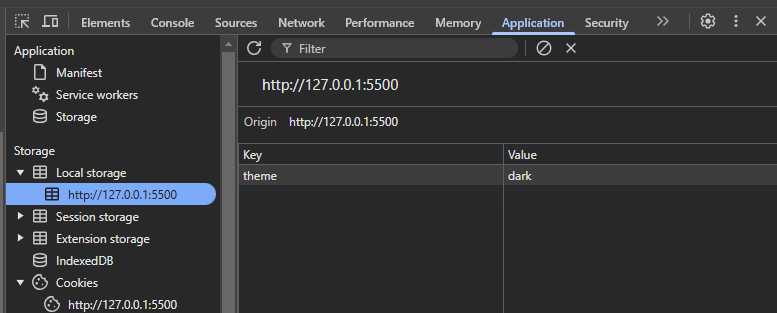 Elements Console Sources Network Performance Memory Application Security
Application
Filter
Manifest
http://127.0.0.1:5500
Service workers
Storage
Origin http://127.0.0.1:5500
Storage
Key Value
Local storage
theme dark
http://127.0.0.1:5500
Session storage
Extension storage
IndexedDB
Cookies
http://127.0.0.1:5500